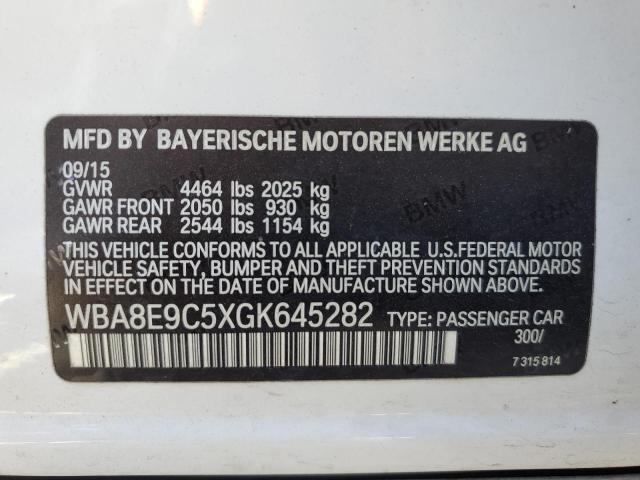 MFD BY BAYERISCHE MOTOREN WERKE AG
09/15
GVWR 4464 lbs 2025 kg
GAWR FRONT 2050 lbs 930 kg
GAWR REAR 2544 lbs 1154 kg
THIS VEHICLE CONFORMS TO ALL APPLICABLE U.S.FEDERAL MOTOR
VEHICLE SAFETY, BUMPER AND THEFT PREVENTION STANDARDS
IN EFFECT ON THE DATE OF MANUFACTURE SHOWN ABOVE.
WBA8E9C5XGK645282 TYPE: PASSENGER CAR
300/
7 315 814